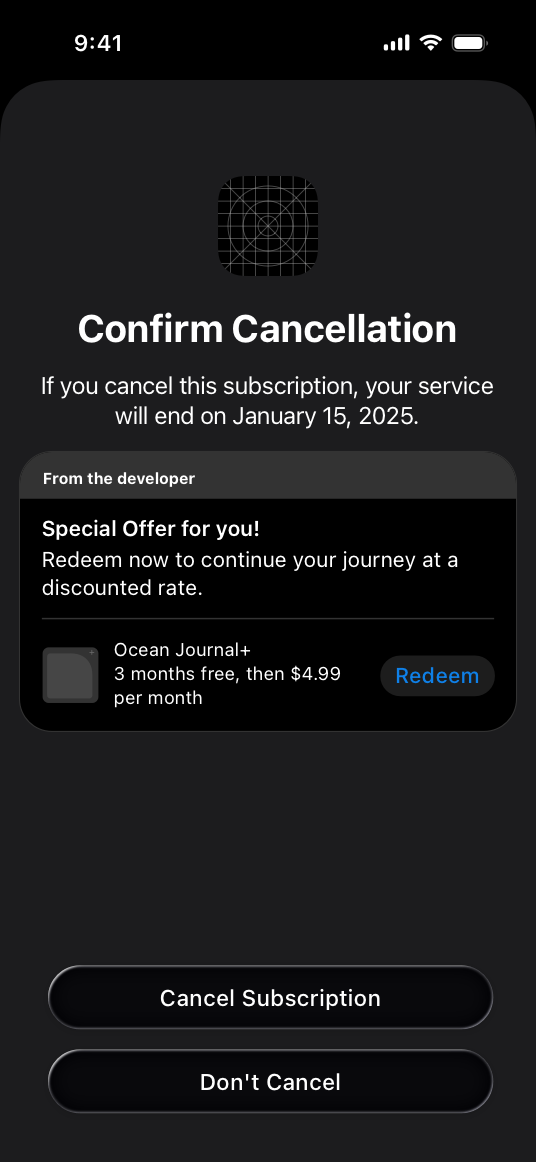 9:41
Confirm Cancellation
If you cancel this subscription, your service
will end on January 15, 2025.
From the developer
Special Offer for you!
Redeem now to continue your journey at a
discounted rate.
Ocean Journal+
3 months free, then $4.99
per month
Redeem
Cancel Subscription
Don't Cancel